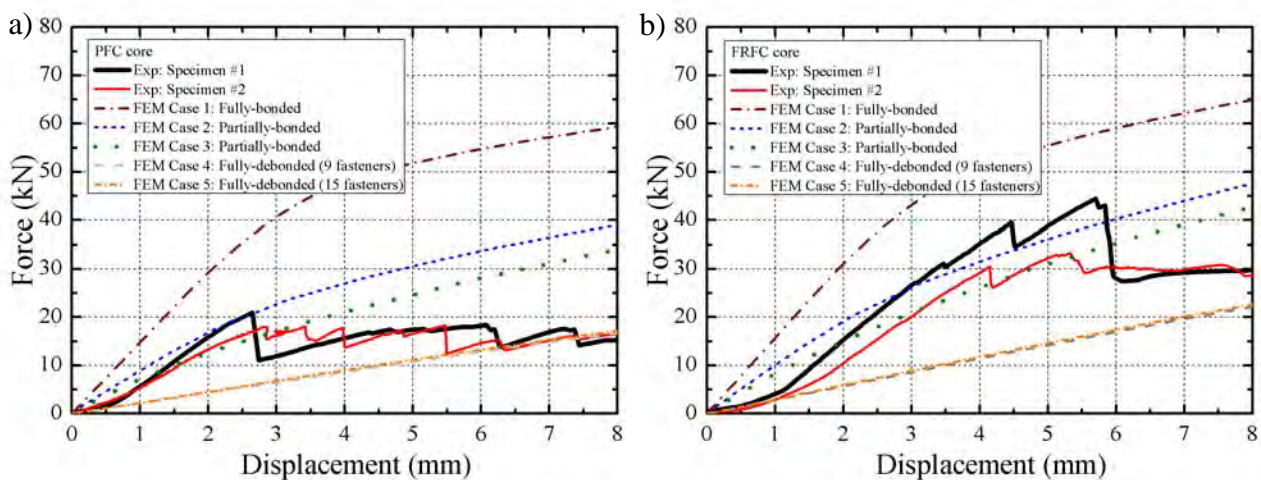 a)
Force (kN)
80
70
60
50
40
30
20
10
0
PFC core
Exp: Specimen #1
Exp: Specimen #2
FEM Case 1: Fully-bonded
FEM Case 2: Partially-bonded
FEM Case 3: Partially-bonded
FEM Case 4: Fully-debonded (9 fasteners)
FEM Case 5: Fully-debonded (15 fasteners)
0 1 2 3 4 5 6 7 8
Displacement (mm)
b)
Force (kN)
80
70
60
50
40
30
20
10
0
FRFC core
Exp: Specimen #1
Exp: Specimen #2
FEM Case 1: Fully-bonded
FEM Case 2: Partially-bonded
FEM Case 3: Partially-bonded
FEM Case 4: Fully-debonded (9 fasteners)
FEM Case 5: Fully-debonded (15 fasteners)
0 1 2 3 4 5 6 7 8
Displacement (mm)